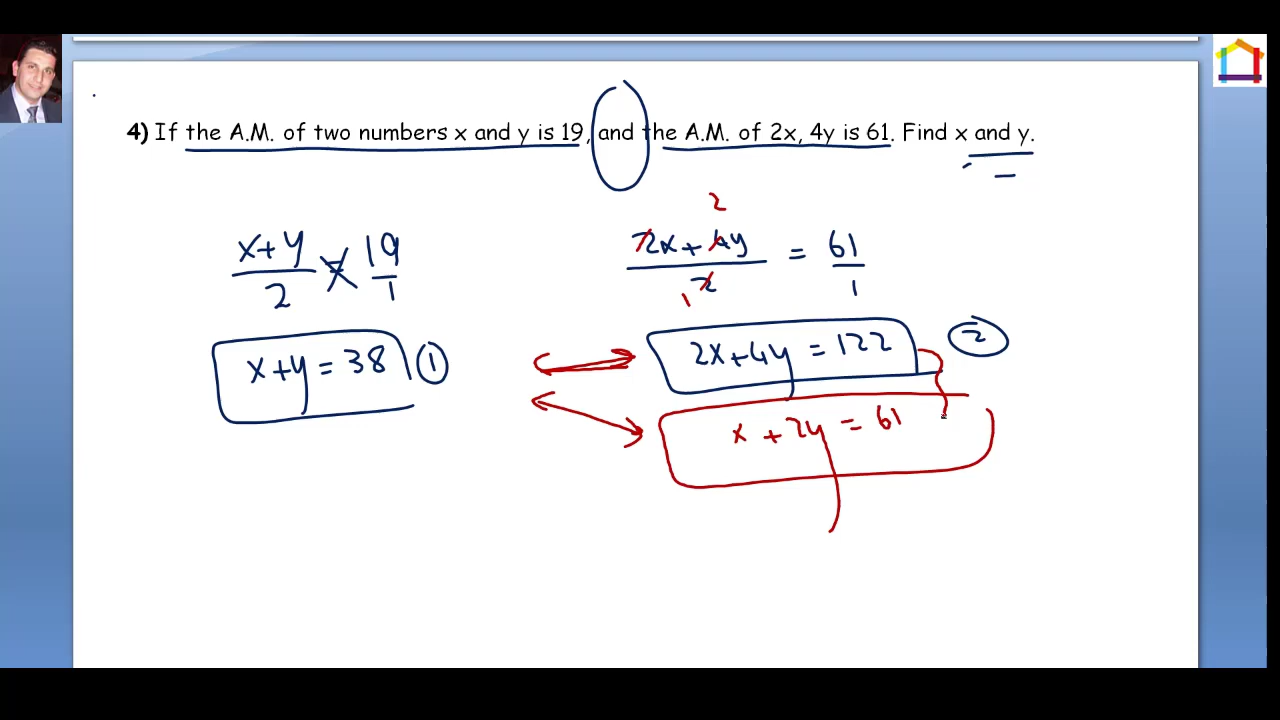 4) If the A.M. of two numbers x and y is 19, and the A.M. of 2x, 4y is 61. Find x and y.
x+y/2 = 19/1
2
2x+4y/2 = 61/1
1
x+y=38 ①
2x+4y=122 ②
x+2y=61